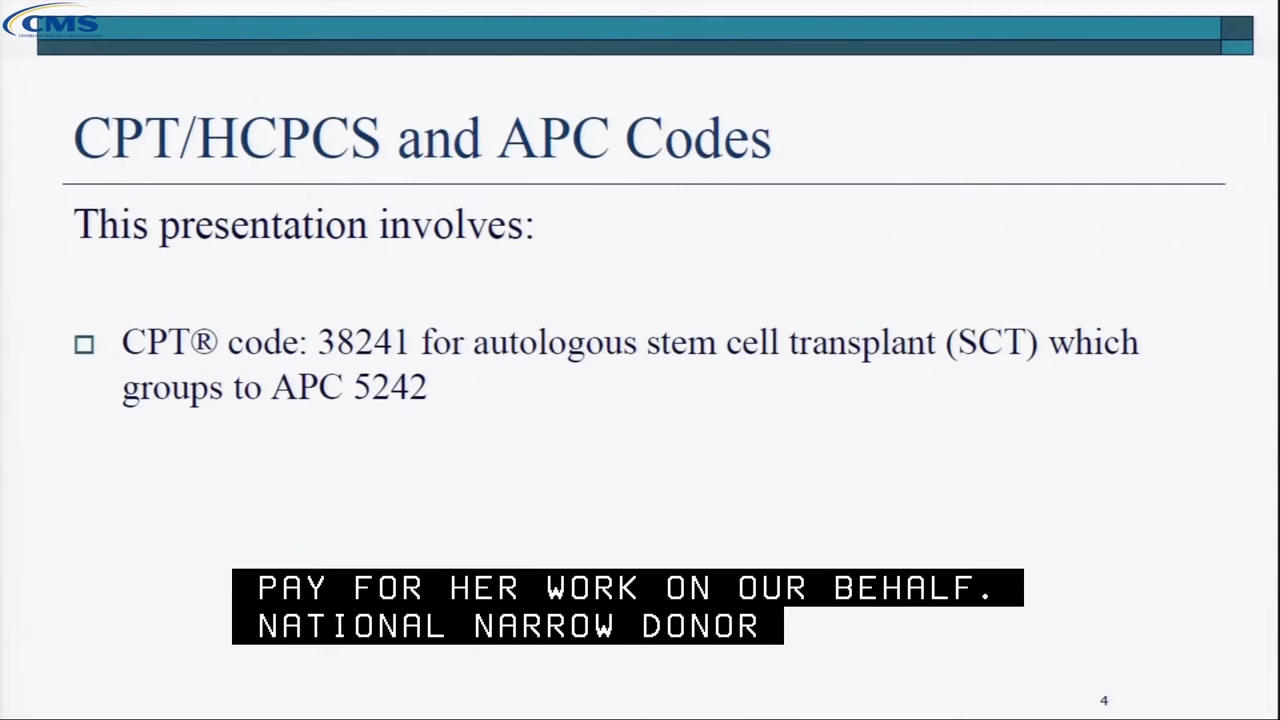 CMS
CPT/HCPCS and APC Codes
This presentation involves:
CPT® code: 38241 for autologous stem cell transplant (SCT) which
groups to APC 5242
PAY FOR HER WORK ON OUR BEHALF.
NATIONAL NARROW DONOR
4